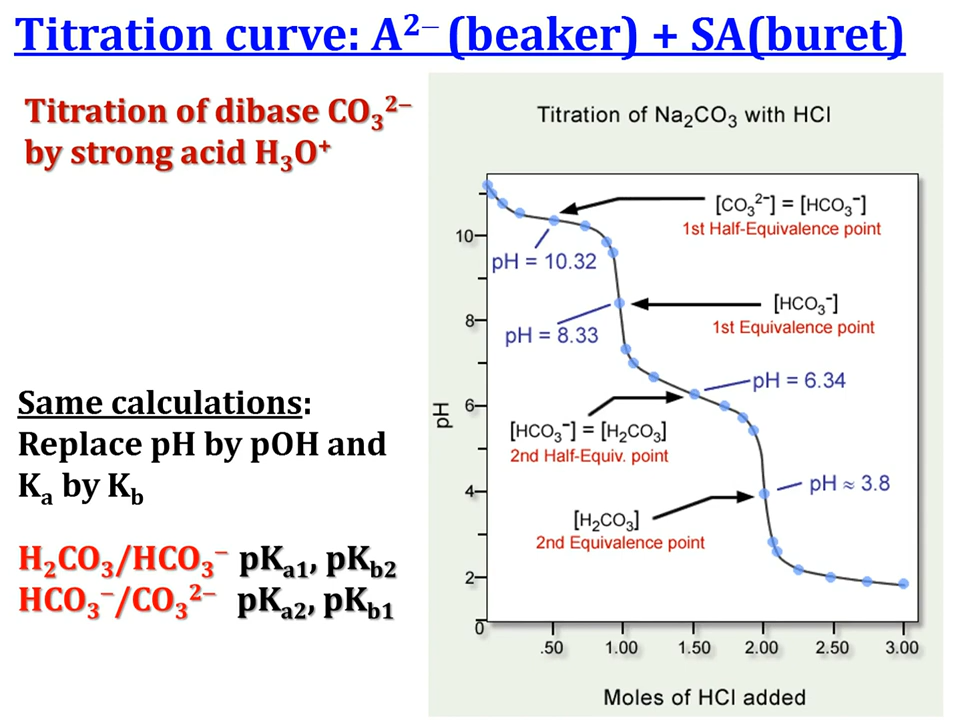 Titration curve: A²⁻ (beaker) + SA(buret)
Titration of dibase CO₃²⁻
by strong acid H₃O⁺
Same calculations:
Replace pH by pOH and
Kₐ by K_b
H₂CO₃/HCO₃⁻ pKₐ₁, pK_b2
HCO₃⁻/CO₃²⁻ pKₐ₂, pK_b1
Titration of Na₂CO₃ with HCl
[CO₃²⁻] = [HCO₃⁻]
1st Half-Equivalence point
pH = 10.32
[HCO₃⁻]
1st Equivalence point
pH = 8.33
pH = 6.34
[HCO₃⁻] = [H₂CO₃]
2nd Half-Equiv. point
pH ≈ 3.8
[H₂CO₃]
2nd Equivalence point
pH
10
8
6
4
2
0
.50 1.00 1.50 2.00 2.50 3.00
Moles of HCl added